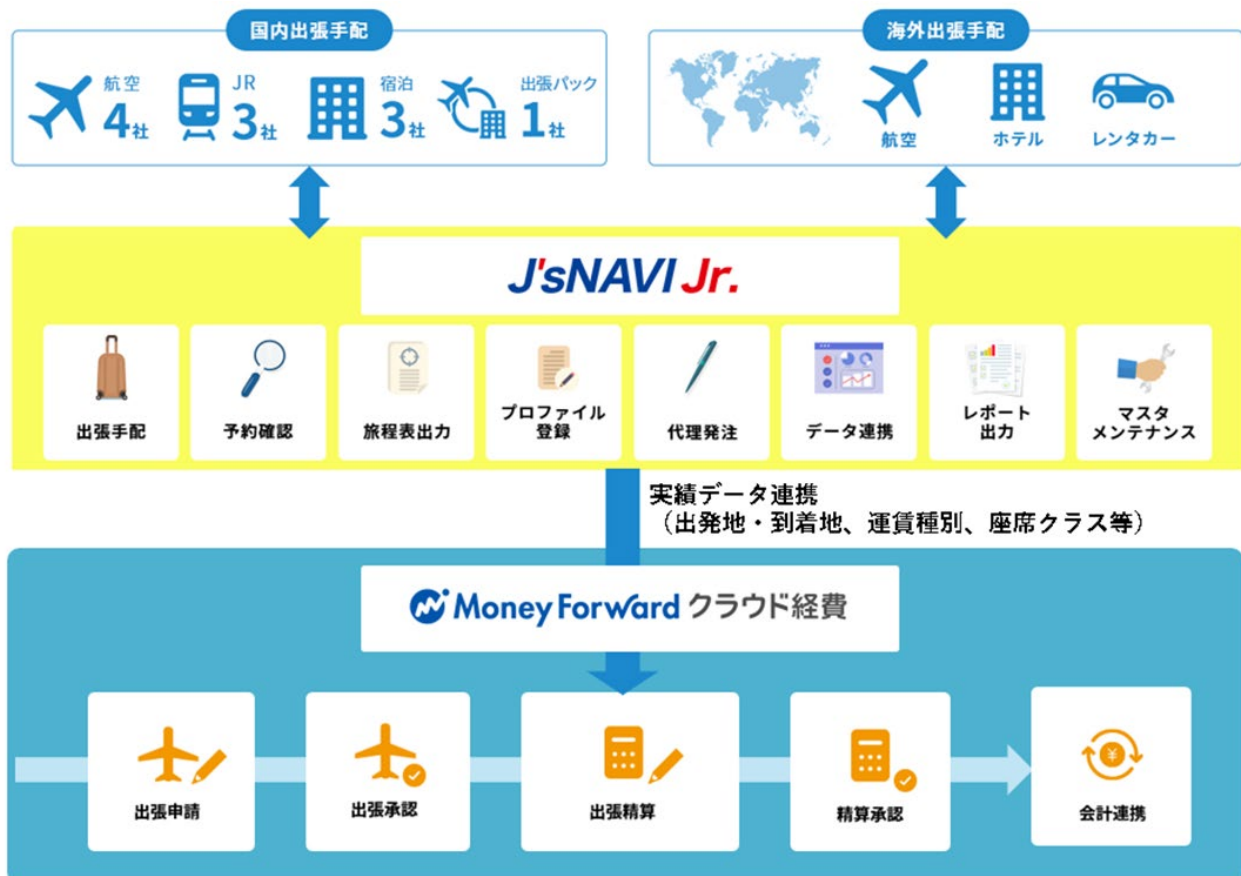 国内出張手配
海外出張手配
航空
4社
JR
3社
宿泊
3社
出張パック
1社
航空
ホテル
レンタカー
J'sNAVI Jr.
出張手配
予約確認
旅程表出力
プロファイル
登録
代理発注
データ連携
レポート
出力
マスタ
メンテナンス
実績データ連携
(出発地・到着地、運賃種別、座席クラス等)
Money Forward クラウド経費
出張申請
出張承認
出張精算
精算承認
¥
会計連携